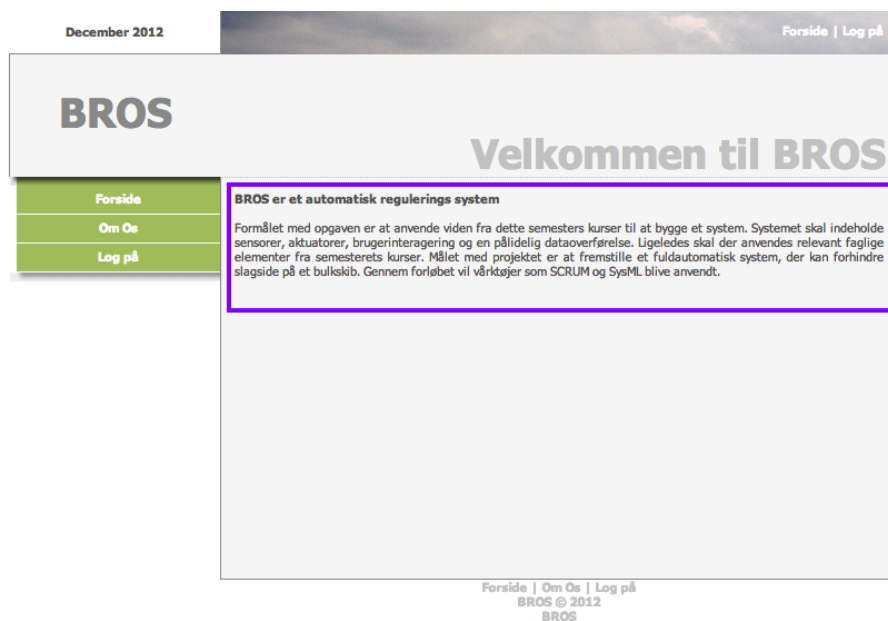 December 2012
Forside | Log på
BROS
Velkommen til BROS
Forside
Om Os
Log på
BROS er et automatisk regulerings system
Formålet med opgaven er at anvende viden fra dette semesters kurser til at bygge et system. Systemet skal indeholde
sensorer, aktuatorer, brugerinteragering og en pålidelig dataoverførelse. Ligeledes skal der anvendes relevant faglige
elementer fra semesterets kurser. Målet med projektet er at fremstille et fuldautomatisk system, der kan forhindre
slagside på et bulkskib. Gennem forløbet vil vårktøjer som SCRUM og SysML blive anvendt.
Forside | Om Os | Log på
BROS © 2012
BROS